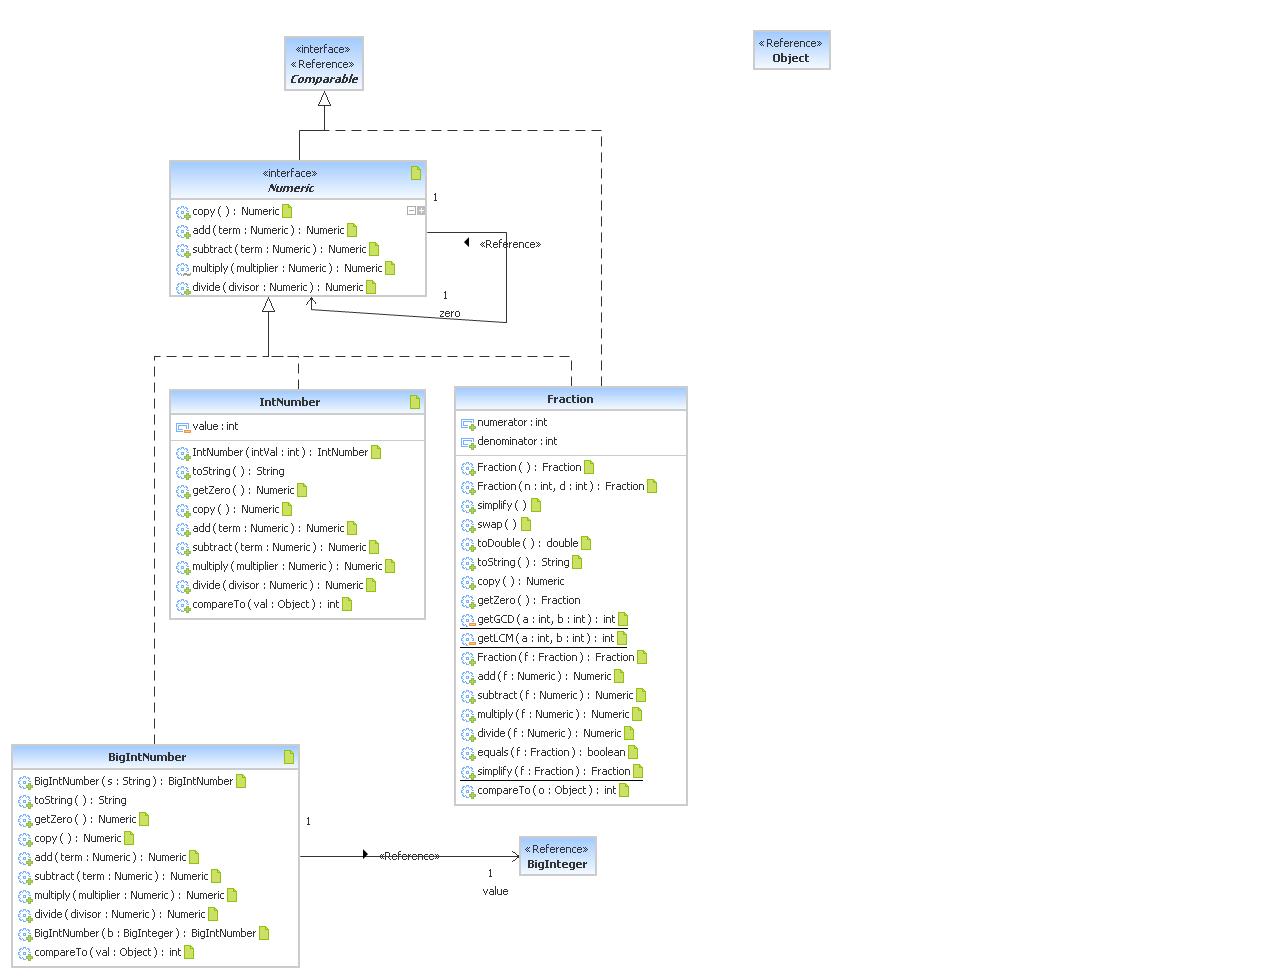 «interface»
«Reference»
Comparable
«Reference»
Object
«interface»
Numeric
copy ( ) : Numeric
add ( term : Numeric ) : Numeric
subtract ( term : Numeric ) : Numeric
multiply ( multiplier : Numeric ) : Numeric
divide ( divisor : Numeric ) : Numeric
1
«Reference»
1
zero
IntNumber
value : int
IntNumber ( intVal : int ) : IntNumber
toString ( ) : String
getZero ( ) : Numeric
copy ( ) : Numeric
add ( term : Numeric ) : Numeric
subtract ( term : Numeric ) : Numeric
multiply ( multiplier : Numeric ) : Numeric
divide ( divisor : Numeric ) : Numeric
compareTo ( val : Object ) : int
Fraction
numerator : int
denominator : int
Fraction ( ) : Fraction
Fraction ( n : int, d : int ) : Fraction
simplify ( )
swap ( )
toDouble ( ) : double
toString ( ) : String
copy ( ) : Numeric
getZero ( ) : Fraction
getGCD ( a : int, b : int ) : int
getLCM ( a : int, b : int ) : int
Fraction ( f : Fraction ) : Fraction
add ( f : Numeric ) : Numeric
subtract ( f : Numeric ) : Numeric
multiply ( f : Numeric ) : Numeric
divide ( f : Numeric ) : Numeric
equals ( f : Fraction ) : boolean
simplify ( f : Fraction ) : Fraction
compareTo ( o : Object ) : int
BigIntNumber
BigIntNumber ( s : String ) : BigIntNumber
toString ( ) : String
getZero ( ) : Numeric
copy ( ) : Numeric
add ( term : Numeric ) : Numeric
subtract ( term : Numeric ) : Numeric
multiply ( multiplier : Numeric ) : Numeric
divide ( divisor : Numeric ) : Numeric
BigIntNumber ( b : BigInteger ) : BigIntNumber
compareTo ( val : Object ) : int
1
«Reference»
1
value
«Reference»
BigInteger